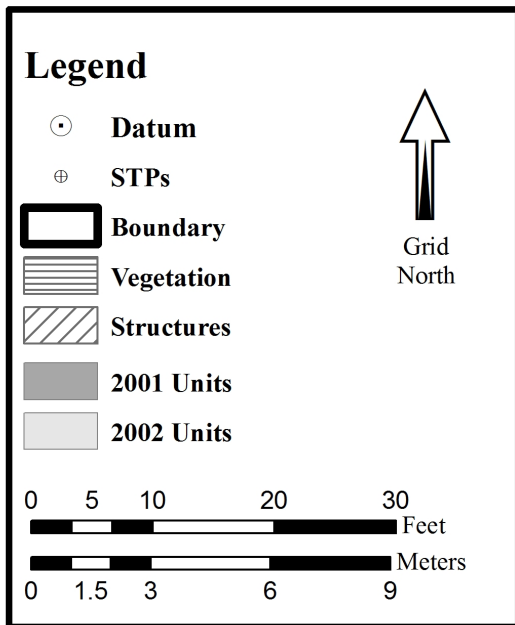 Legend
Datum
STPs
Boundary
Vegetation
Structures
2001 Units
2002 Units
Grid
North
0 5 10 20 30
Feet
Meters
0 1.5 3 6 9